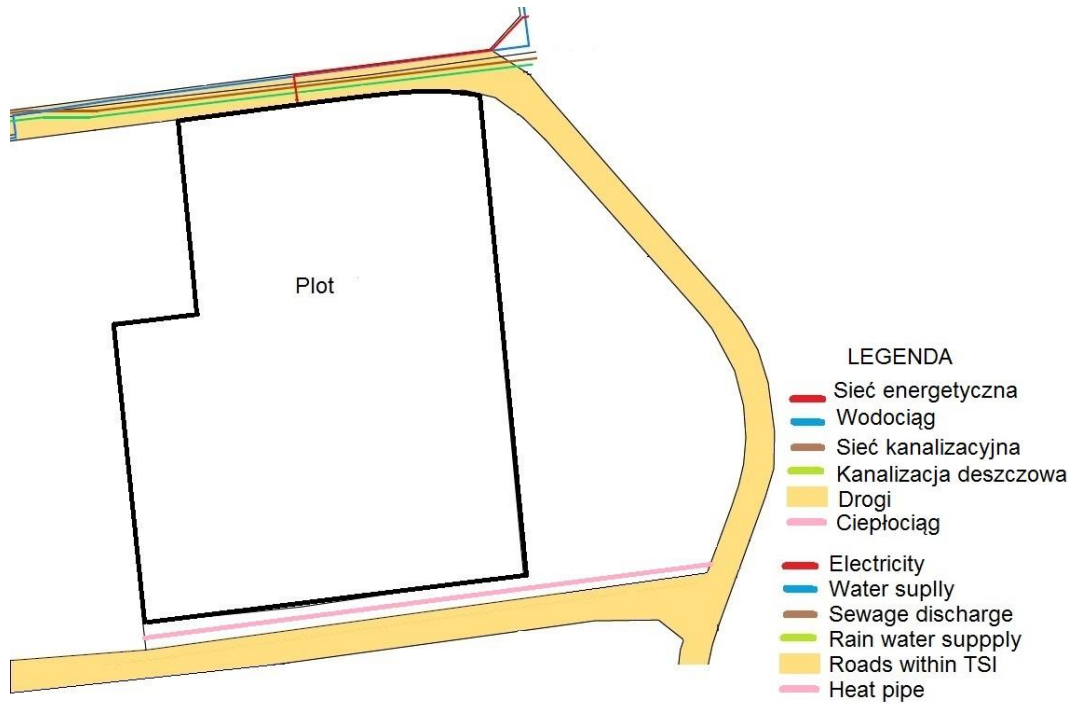 Plot
LEGENDA
Sieć energetyczna
Wodociąg
Sieć kanalizacyjna
Kanalizacja deszczowa
Drogi
Ciepłociąg
Electricity
Water suplly
Sewage discharge
Rain water suppply
Roads within TSI
Heat pipe